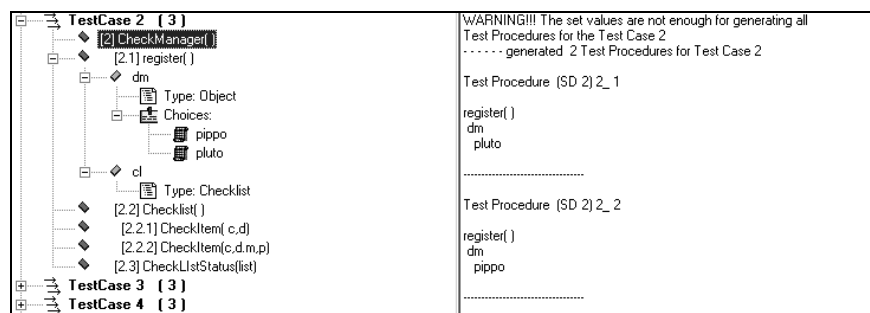 TestCase 2 ( 3 )
[2] CheckManager( )
[2.1] register( )
dm
Type: Object
Choices:
pippo
pluto
cl
Type: Checklist
[2.2] Checklist( )
[2.2.1] CheckItem( c,d)
[2.2.2] CheckItem(c,d.m,p)
[2.3] CheckLIstStatus(list)
TestCase 3 ( 3 )
TestCase 4 ( 3 )
WARNING!!! The set values are not enough for generating all
Test Procedures for the Test Case 2
- - - - - - generated 2 Test Procedures for Test Case 2
Test Procedure (SD 2) 2_ 1
register( )
dm
pluto
--------------------------------
Test Procedure (SD 2) 2_ 2
register( )
dm
pippo
--------------------------------